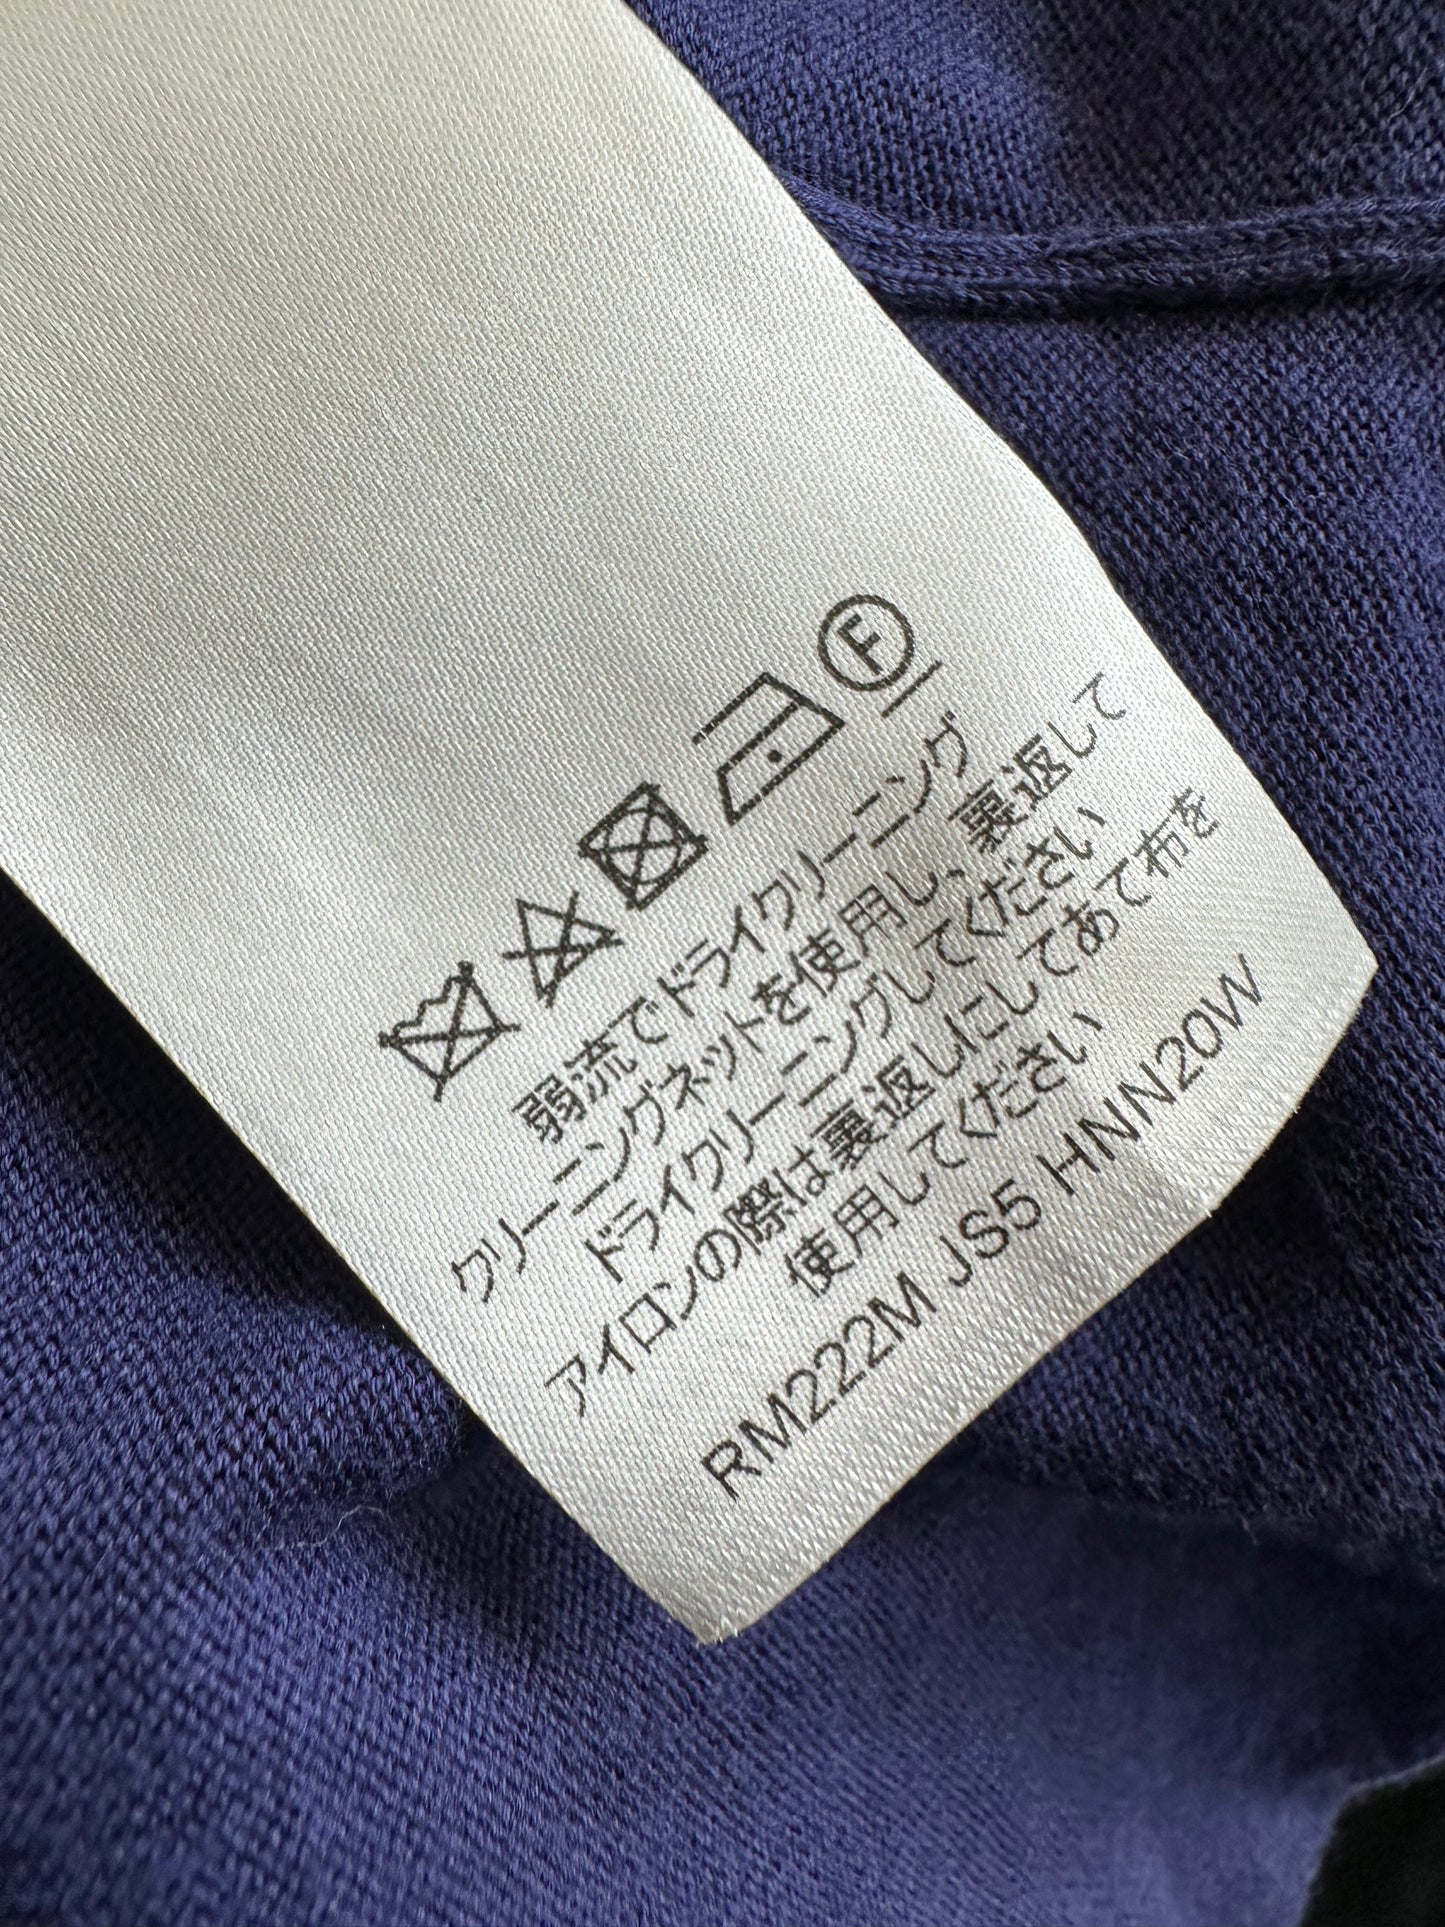 F
弱流でドライクリーニング
クリーニングネットを使用し、裏返して
ドライクリーニングしてください
アイロンの際は裏返しにしてあて布を
使用してください
RM222M JS5 HNN20W